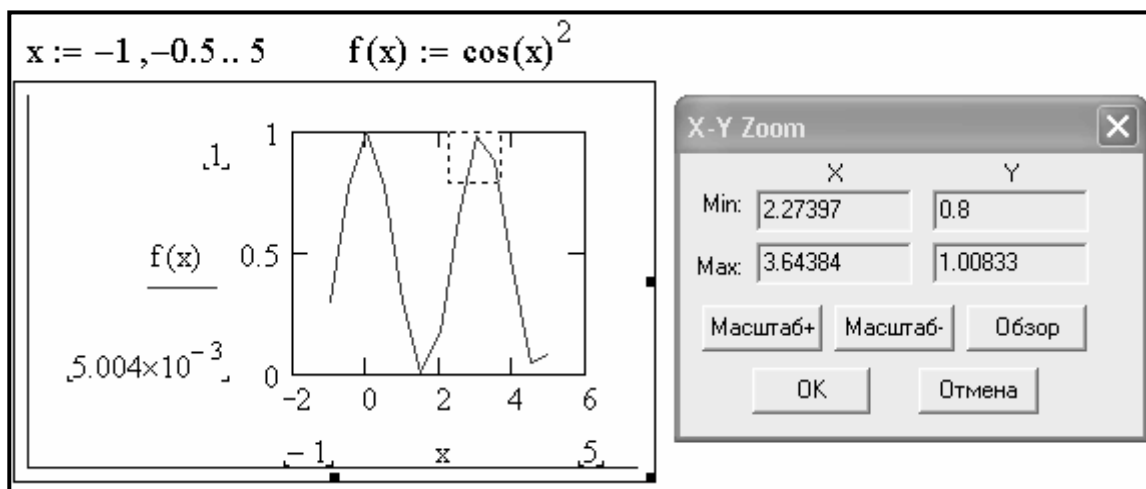 x := −1 ,−0.5 .. 5 f(x) := cos(x)²
1
1
f(x)
0.5
5.004×10⁻³
0
−2 0 2 4 6
−1 x 5
X-Y Zoom
X Y
Min: 2.27397 0.8
Max: 3.64384 1.00833
Масштаб+ Масштаб- Обзор
OK Отмена